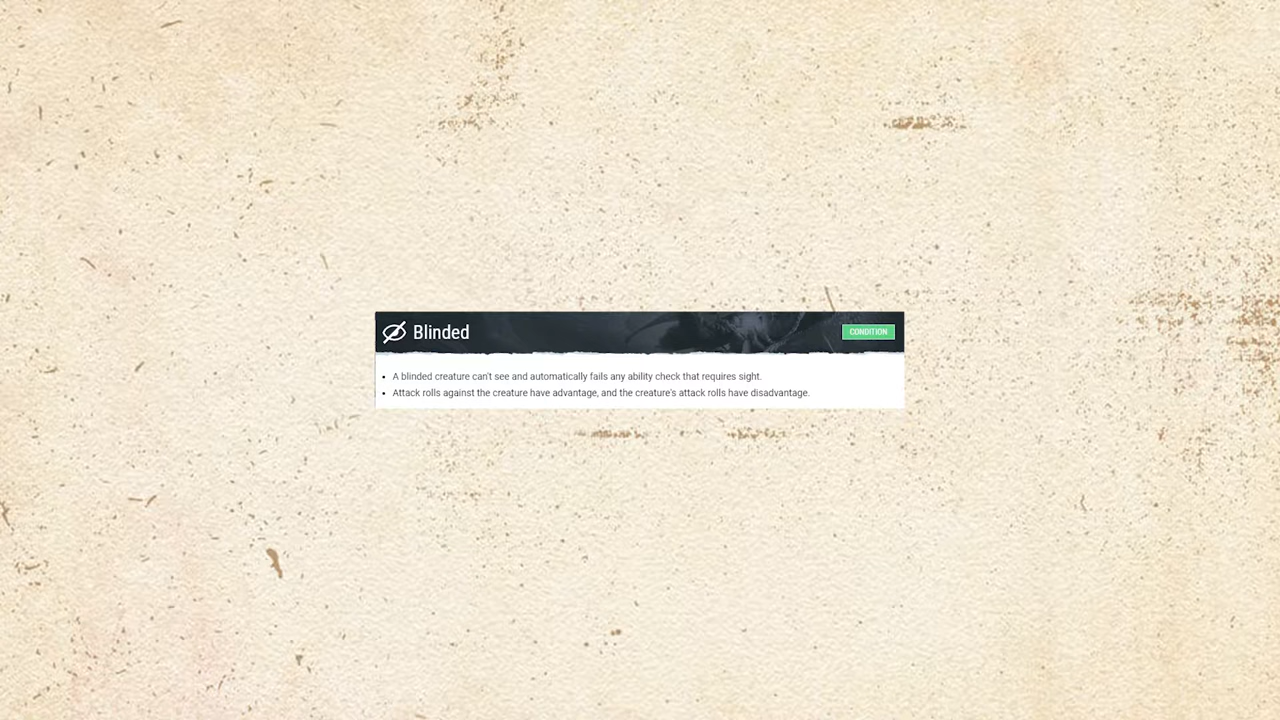 Blinded
CONDITION
• A blinded creature can't see and automatically fails any ability check that requires sight.
• Attack rolls against the creature have advantage, and the creature's attack rolls have disadvantage.